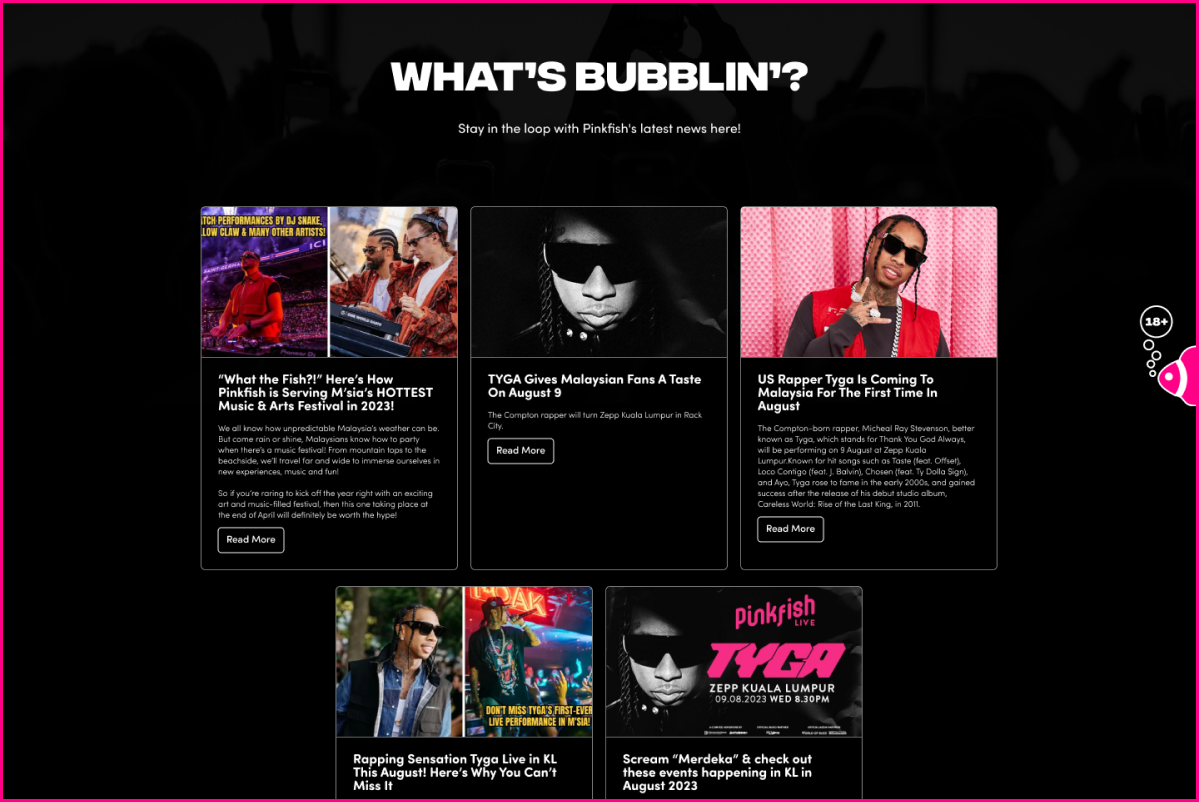 WHAT'S BUBBLIN'?
Stay in the loop with Pinkfish's latest news here!
TCH PERFORMANCES BY DJ SNAKE,
LOW CLAW & MANY OTHER ARTISTS!
ICI
18+
“What the Fish?!” Here’s How
Pinkfish is Serving M’sia’s HOTTEST
Music & Arts Festival in 2023!
We all know how unpredictable Malaysia’s weather can be.
But come rain or shine, Malaysians know how to party
when there’s a music festival! From mountain tops to the
beachside, we’ll travel far and wide to immerse ourselves in
new experiences, music and fun!
So if you’re raring to kick off the year right with an exciting
art and music-filled festival, then this one taking place at
the end of April will definitely be worth the hype!
Read More
TYGA Gives Malaysian Fans A Taste
On August 9
The Compton rapper will turn Zepp Kuala Lumpur in Rack
City.
Read More
US Rapper Tyga Is Coming To
Malaysia For The First Time In
August
The Compton-born rapper, Micheal Ray Stevenson, better
known as Tyga, which stands for Thank You God Always,
will be performing on 9 August at Zepp Kuala
Lumpur.Known for hit songs such as Taste (feat. Offset),
Loco Contigo (feat. J. Balvin), Chosen (feat. Ty Dolla $ign),
and Ayo, Tyga rose to fame in the early 2000s, and gained
success after the release of his debut studio album,
Careless World: Rise of the Last King, in 2011.
Read More
DON'T MISS TYGA'S FIRST-EVER
LIVE PERFORMANCE IN M'SIA!
Rapping Sensation Tyga Live in KL
This August! Here’s Why You Can’t
Miss It
pinkfish
LIVE
TYGA
ZEPP KUALA LUMPUR
09.08.2023 WED 8.30PM
Scream “Merdeka” & check out
these events happening in KL in
August 2023